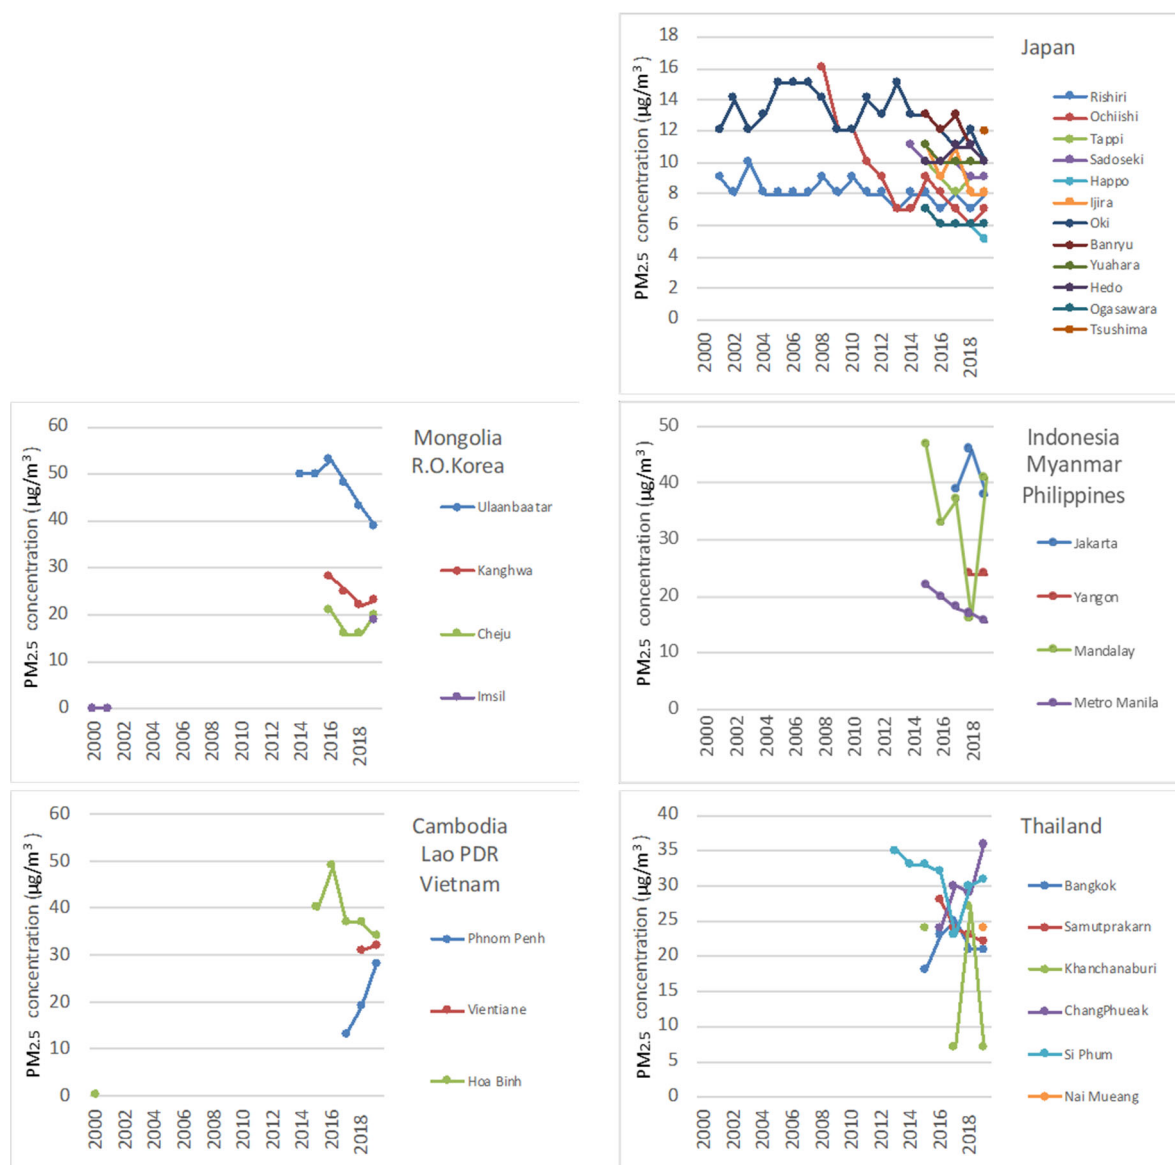 18
16
14
12
10
8
6
4
2
0
PM2.5 concentration (µg/m³)
2000
2002
2004
2006
2008
2010
2012
2014
2016
2018
Japan
Rishiri
Ochiishi
Tappi
Sadoseki
Happo
Ijira
Oki
Banryu
Yuahara
Hedo
Ogasawara
Tsushima
60
50
40
30
20
10
0
PM2.5 concentration (µg/m³)
2000
2002
2004
2006
2008
2010
2012
2014
2016
2018
Mongolia
R.O.Korea
Ulaanbaatar
Kanghwa
Cheju
Imsil
50
40
30
20
10
0
PM2.5 concentration (µg/m³)
2000
2002
2004
2006
2008
2010
2012
2014
2016
2018
Indonesia
Myanmar
Philippines
Jakarta
Yangon
Mandalay
Metro Manila
60
50
40
30
20
10
0
PM2.5 concentration (µg/m³)
2000
2002
2004
2006
2008
2010
2012
2014
2016
2018
Cambodia
Lao PDR
Vietnam
Phnom Penh
Vientiane
Hoa Binh
40
35
30
25
20
15
10
5
0
PM2.5 concentration (µg/m³)
2000
2002
2004
2006
2008
2010
2012
2014
2016
2018
Thailand
Bangkok
Samutprakarn
Khanchanaburi
ChangPhueak
Si Phum
Nai Mueang